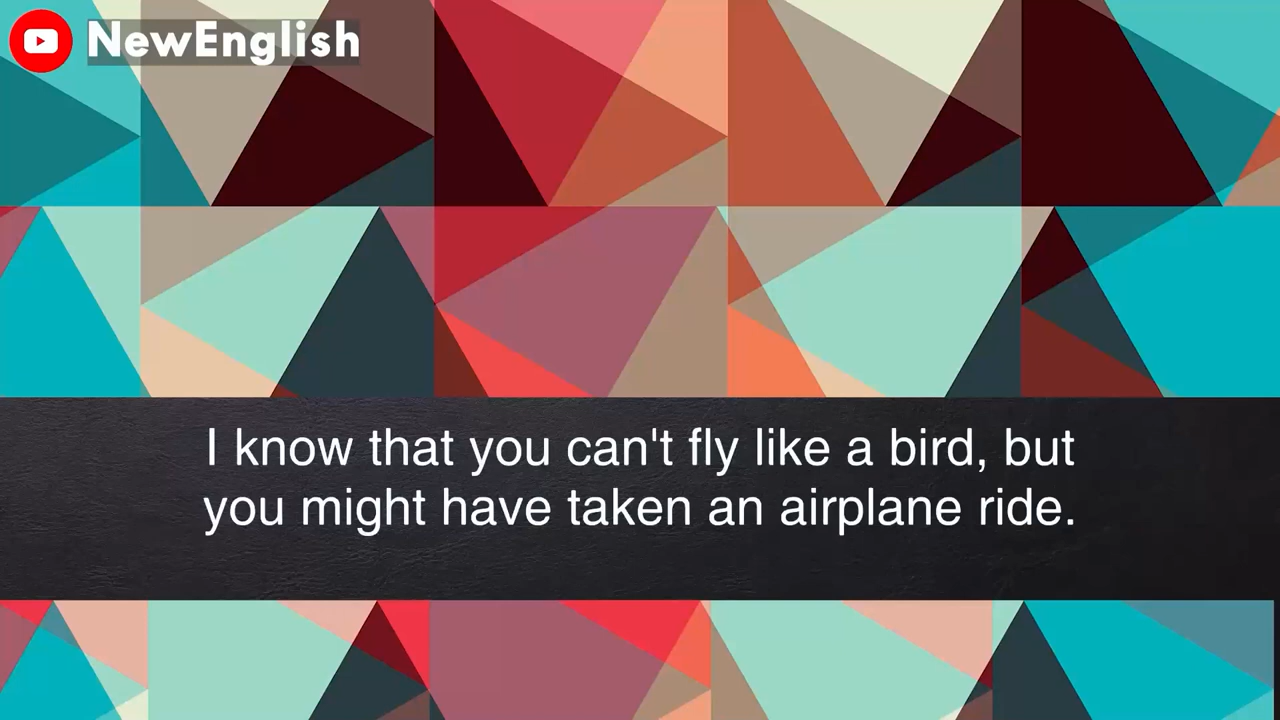 NewEnglish
I know that you can't fly like a bird, but
you might have taken an airplane ride.